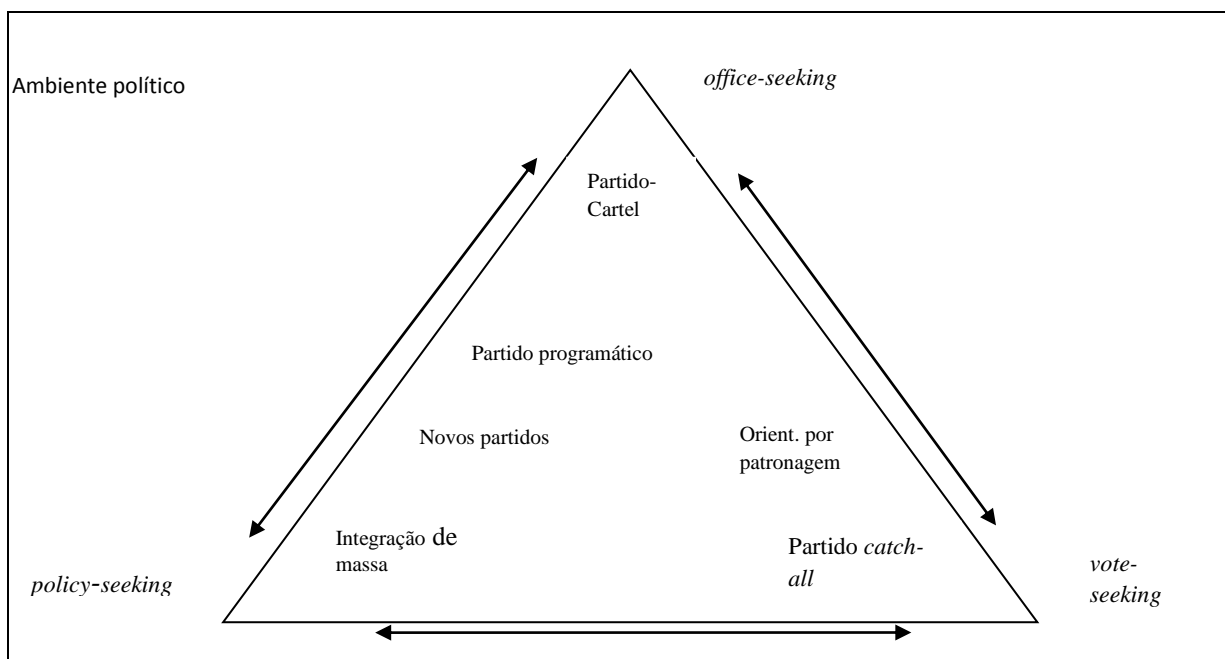 Ambiente político
office-seeking
Partido-
Cartel
Partido programático
Novos partidos
Orient. por
patronagem
Integração de
massa
Partido catch-
all
policy-seeking
vote-
seeking